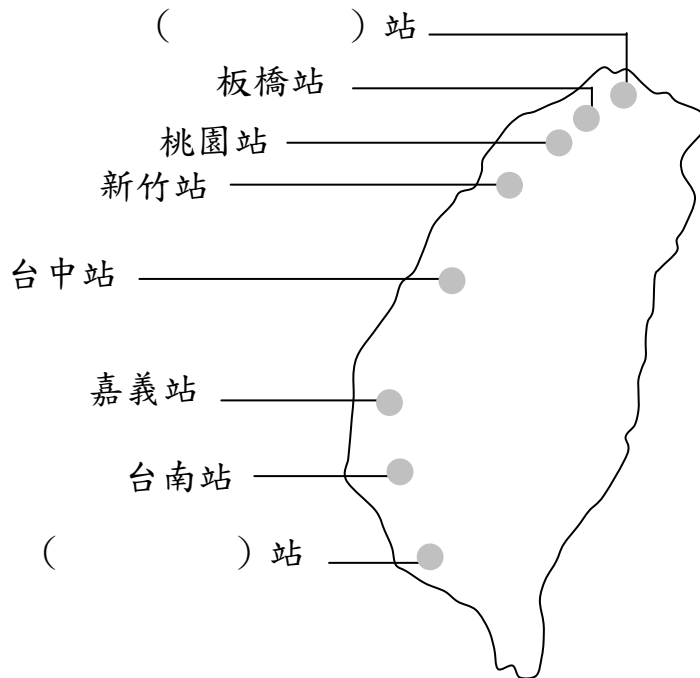 （　　　　　）站
板橋站
桃園站
新竹站
台中站
嘉義站
台南站
（　　　　　）站